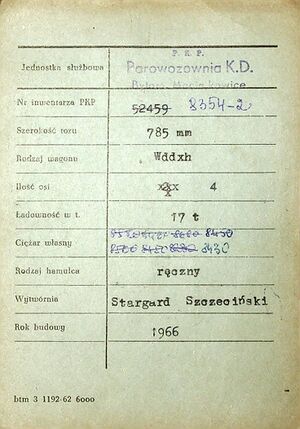 P. K. P.
Jednostka służbowa Parowozownia K.D.
Nr inwentarza PKP 52459 8354-2
Szerokość toru 785 mm
Rodzaj wagonu Wddxh
Ilość osi 4
Ładowność w t. 17 t
Ciężar własny 8450
8500 8430
Rodzaj hamulca ręczny
Wytwórnia Stargard Szczeciński
Rok budowy 1966
btm 3 1192-62 6000